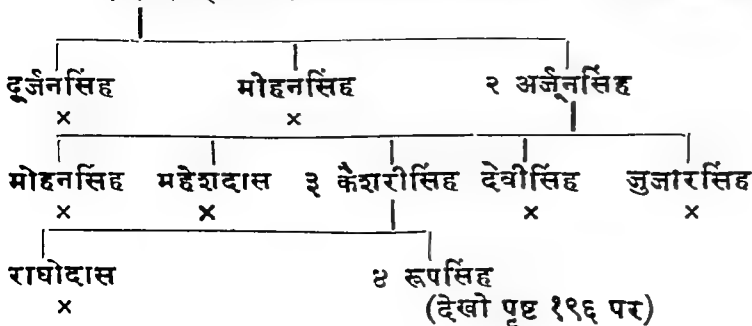 दूर्जनसिंह मोहनसिंह २ अर्जूनसिंह
× × 
मोहनसिंह महेशदास ३ कैशरीसिंह देवीसिंह जुजारसिंह
× × × ×
राघोदास ४ रूपसिंह
× (देखो पृष्ट १९६ पर)